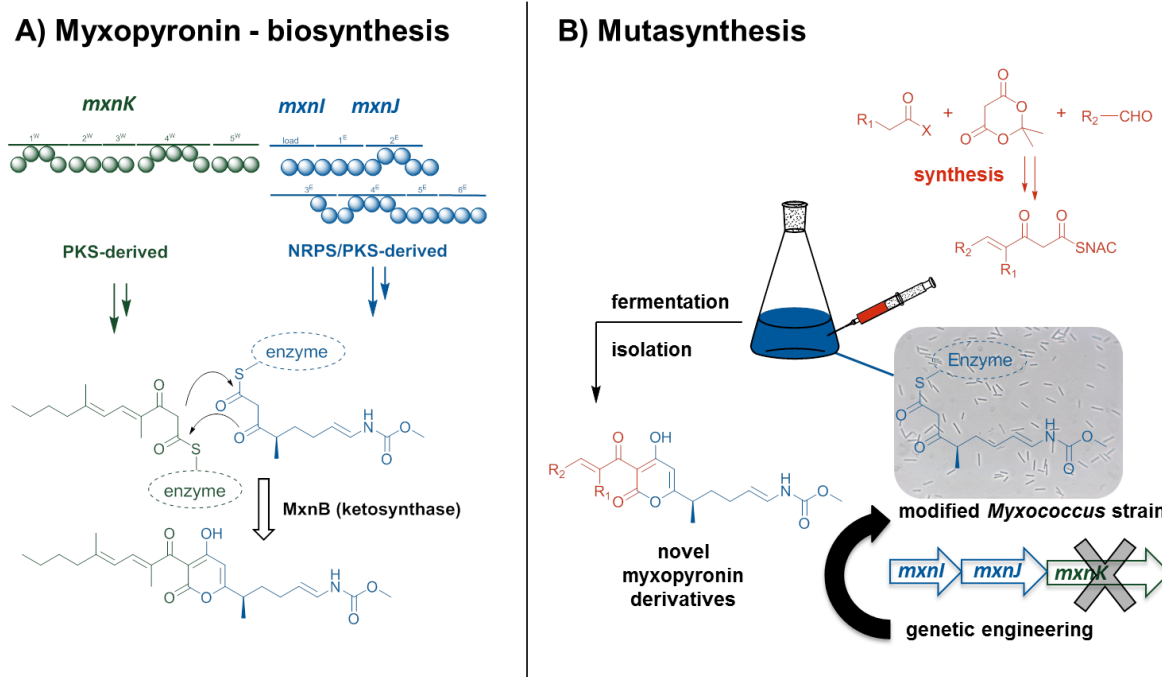 A) Myxopyronin - biosynthesis
mxnK
mxnI mxnJ
1W 2W 3W 4W 5W
load 1E 2E
3E 4E 5E 6E
PKS-derived
NRPS/PKS-derived
enzyme
S
O
O
H
N
O
O
O
O
S
O
O
enzyme
MxnB (ketosynthase)
O
OH
O
O
H
N
O
O
B) Mutasynthesis
O
R1
X
+
O
O
O
O
+
R2
CHO
synthesis
O
O
R2
R1
SNAC
fermentation
isolation
Enzyme
S
O
O
H
N
O
O
modified Myxococcus strain
O
OH
R2
R1
O
O
H
N
O
O
novel
myxopyronin
derivatives
mxnI mxnJ mxnK
genetic engineering